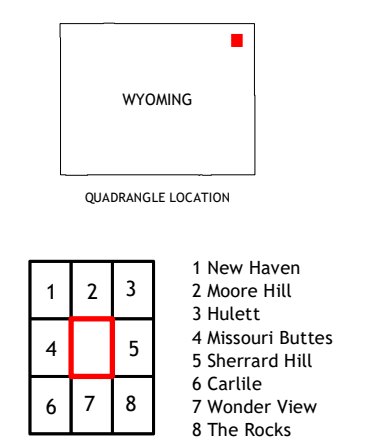 WYOMING
QUADRANGLE LOCATION
1 2 3
4 5
6 7 8
1 New Haven
2 Moore Hill
3 Hulett
4 Missouri Buttes
5 Sherrard Hill
6 Carlile
7 Wonder View
8 The Rocks